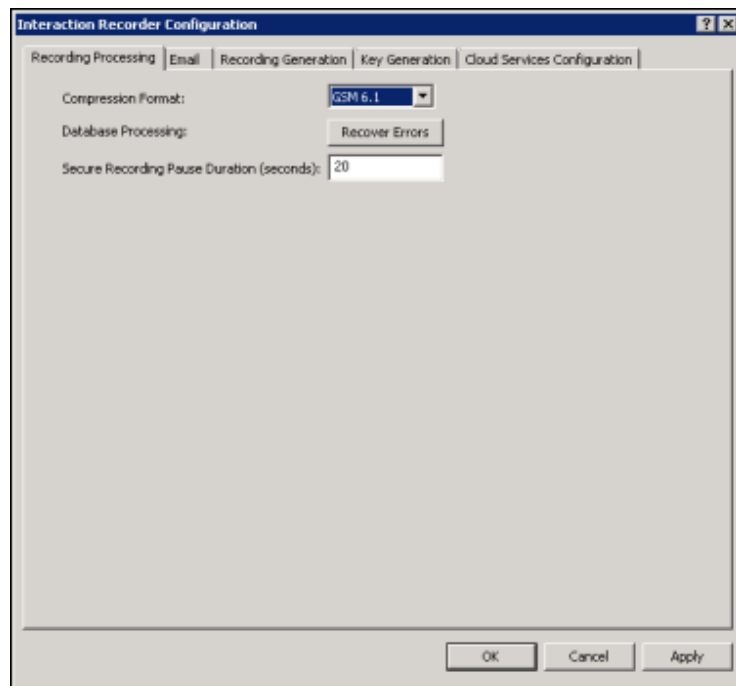 Interaction Recorder Configuration
Recording Processing Email Recording Generation Key Generation Cloud Services Configuration
Compression Format: GSM 6.1
Database Processing: Recover Errors
Secure Recording Pause Duration (seconds): 20
OK Cancel Apply